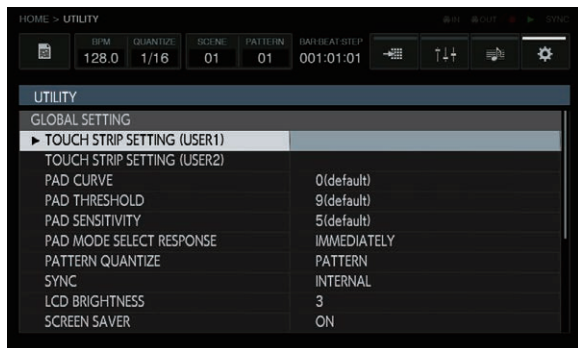 HOME > UTILITY
IN OUT SYNC
BPM QUANTIZE SCENE PATTERN BAR:BEAT:STEP
128.0 1/16 01 01 001:01:01
UTILITY
GLOBAL SETTING
TOUCH STRIP SETTING (USER1)
TOUCH STRIP SETTING (USER2)
PAD CURVE 0(default)
PAD THRESHOLD 9(default)
PAD SENSITIVITY 5(default)
PAD MODE SELECT RESPONSE IMMEDIATELY
PATTERN QUANTIZE PATTERN
SYNC INTERNAL
LCD BRIGHTNESS 3
SCREEN SAVER ON